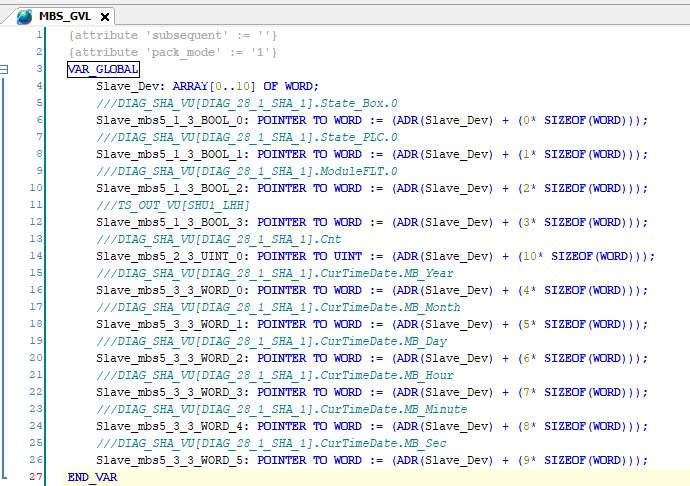 MBS_GVL
1 {attribute 'subsequent' := ''}
2 {attribute 'pack_mode' := '1'}
3 VAR_GLOBAL
4 Slave_Dev: ARRAY[0..10] OF WORD;
5 ///DIAG_SHA_VU[DIAG_28_1_SHA_1].State_Box.0
6 Slave_mbs5_1_3_BOOL_0: POINTER TO WORD := (ADR(Slave_Dev) + (0* SIZEOF(WORD)));
7 ///DIAG_SHA_VU[DIAG_28_1_SHA_1].State_PLC.0
8 Slave_mbs5_1_3_BOOL_1: POINTER TO WORD := (ADR(Slave_Dev) + (1* SIZEOF(WORD)));
9 ///DIAG_SHA_VU[DIAG_28_1_SHA_1].ModuleFLT.0
10 Slave_mbs5_1_3_BOOL_2: POINTER TO WORD := (ADR(Slave_Dev) + (2* SIZEOF(WORD)));
11 ///TS_OUT_VU[SHU1_LHH]
12 Slave_mbs5_1_3_BOOL_3: POINTER TO WORD := (ADR(Slave_Dev) + (3* SIZEOF(WORD)));
13 ///DIAG_SHA_VU[DIAG_28_1_SHA_1].Cnt
14 Slave_mbs5_2_3_UINT_0: POINTER TO UINT := (ADR(Slave_Dev) + (10* SIZEOF(WORD)));
15 ///DIAG_SHA_VU[DIAG_28_1_SHA_1].CurTimeDate.MB_Year
16 Slave_mbs5_3_3_WORD_0: POINTER TO WORD := (ADR(Slave_Dev) + (4* SIZEOF(WORD)));
17 ///DIAG_SHA_VU[DIAG_28_1_SHA_1].CurTimeDate.MB_Month
18 Slave_mbs5_3_3_WORD_1: POINTER TO WORD := (ADR(Slave_Dev) + (5* SIZEOF(WORD)));
19 ///DIAG_SHA_VU[DIAG_28_1_SHA_1].CurTimeDate.MB_Day
20 Slave_mbs5_3_3_WORD_2: POINTER TO WORD := (ADR(Slave_Dev) + (6* SIZEOF(WORD)));
21 ///DIAG_SHA_VU[DIAG_28_1_SHA_1].CurTimeDate.MB_Hour
22 Slave_mbs5_3_3_WORD_3: POINTER TO WORD := (ADR(Slave_Dev) + (7* SIZEOF(WORD)));
23 ///DIAG_SHA_VU[DIAG_28_1_SHA_1].CurTimeDate.MB_Minute
24 Slave_mbs5_3_3_WORD_4: POINTER TO WORD := (ADR(Slave_Dev) + (8* SIZEOF(WORD)));
25 ///DIAG_SHA_VU[DIAG_28_1_SHA_1].CurTimeDate.MB_Sec
26 Slave_mbs5_3_3_WORD_5: POINTER TO WORD := (ADR(Slave_Dev) + (9* SIZEOF(WORD)));
27 END_VAR